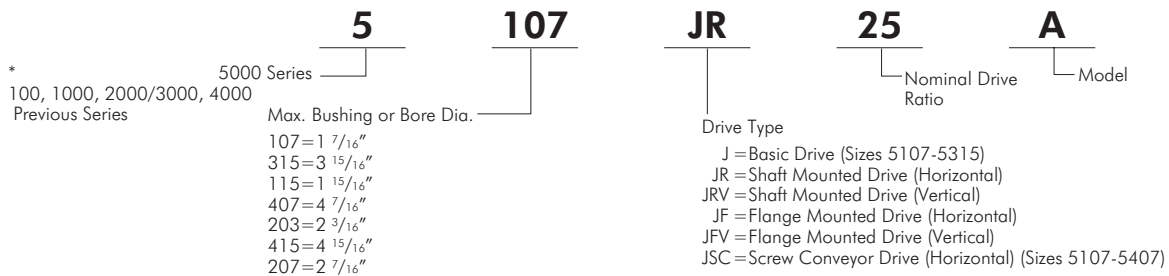 5 107 JR 25 A
* 5000 Series
100, 1000, 2000/3000, 4000
Previous Series
Max. Bushing or Bore Dia.
107=1 7/16"
315=3 15/16"
115=1 15/16"
407=4 7/16"
203=2 3/16"
415=4 15/16"
207=2 7/16"
Drive Type
J =Basic Drive (Sizes 5107-5315)
JR =Shaft Mounted Drive (Horizontal)
JRV =Shaft Mounted Drive (Vertical)
JF =Flange Mounted Drive (Horizontal)
JFV =Flange Mounted Drive (Vertical)
JSC =Screw Conveyor Drive (Horizontal) (Sizes 5107-5407)
Nominal Drive
Ratio
Model